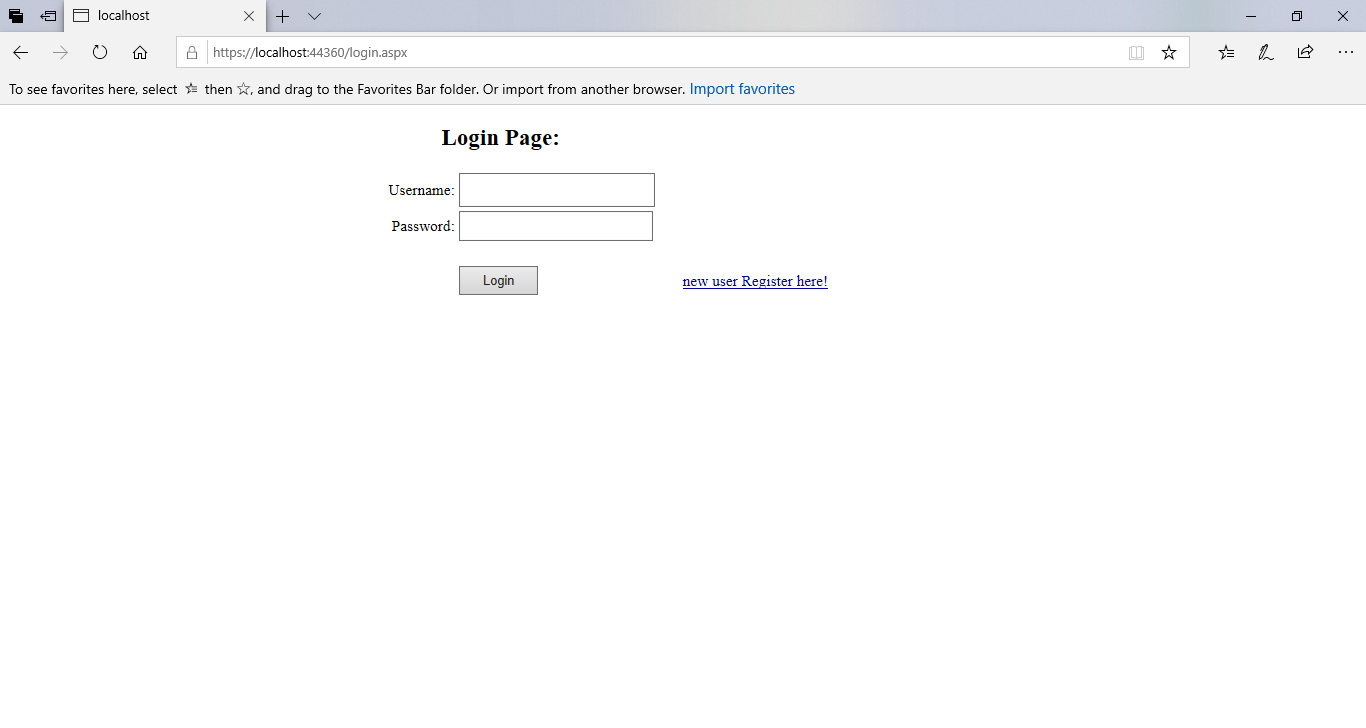 localhost
https://localhost:44360/login.aspx
To see favorites here, select then , and drag to the Favorites Bar folder. Or import from another browser. Import favorites
Login Page:
Username:
Password:
Login new user Register here!